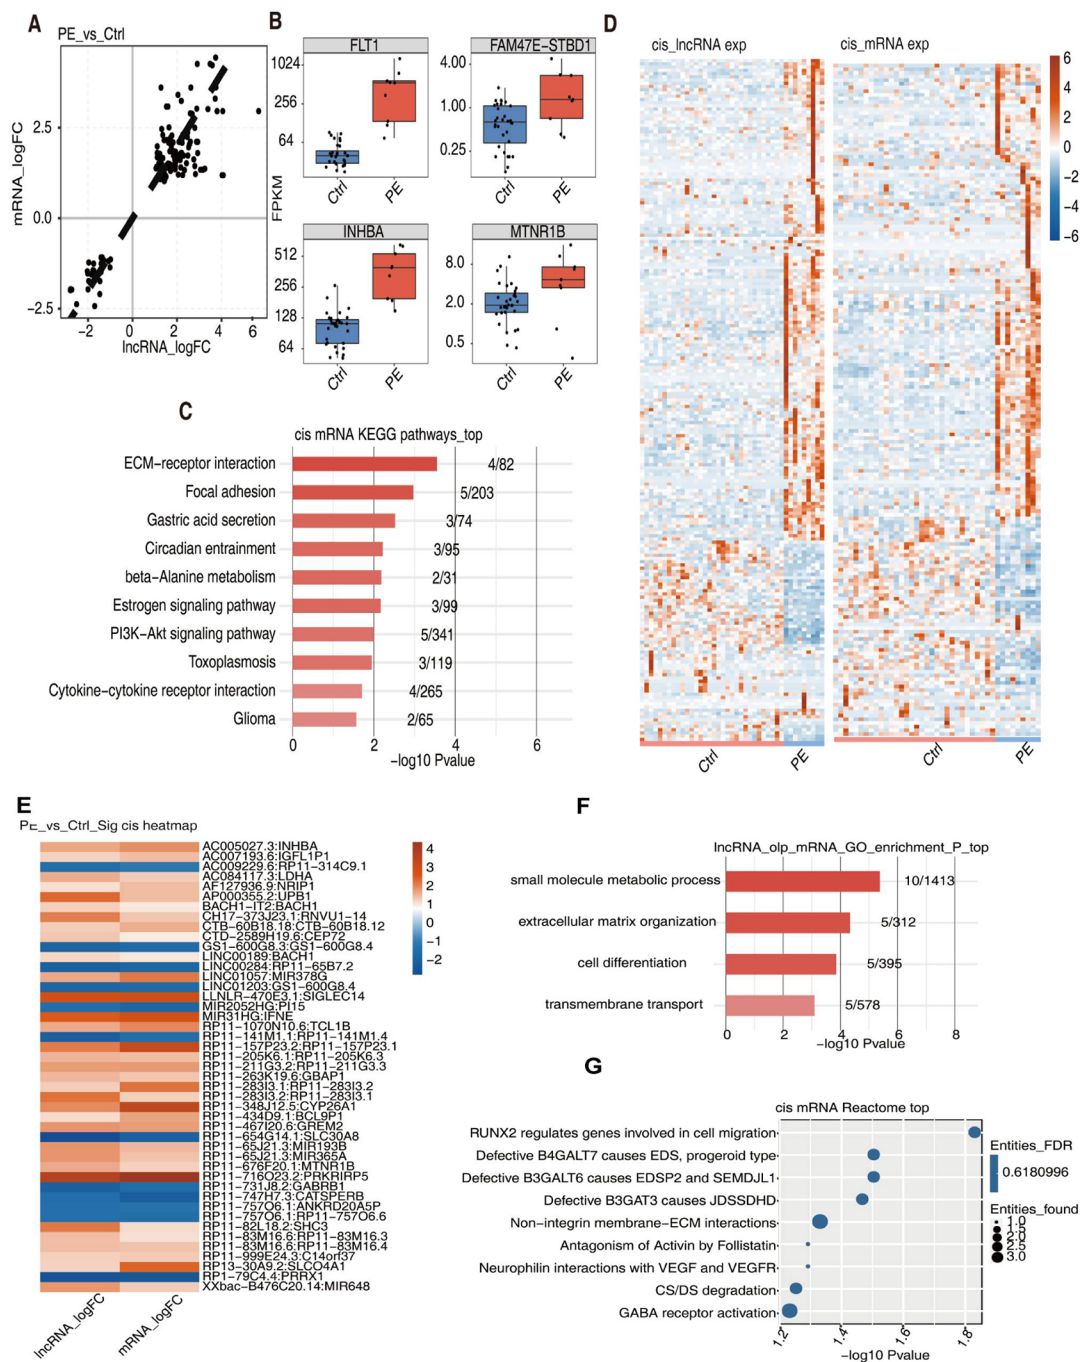 A
PE_vs_Ctrl
mRNA_logFC
2.5
0.0
−2.5
−2
0
2
4
6
lncRNA_logFC
B
FPKM
FLT1
1024
256
64
Ctrl
PE
FAM47E−STBD1
4.00
1.00
0.25
Ctrl
PE
INHBA
512
256
128
64
Ctrl
PE
MTNR1B
8.0
2.0
0.5
Ctrl
PE
C
cis mRNA KEGG pathways_top
ECM−receptor interaction 4/82
Focal adhesion 5/203
Gastric acid secretion 3/74
Circadian entrainment 3/95
beta−Alanine metabolism 2/31
Estrogen signaling pathway 3/99
PI3K−Akt signaling pathway 5/341
Toxoplasmosis 3/119
Cytokine−cytokine receptor interaction 4/265
Glioma 2/65
0 2 4 6
−log10 Pvalue
D
cis_lncRNA exp
cis_mRNA exp
6
4
2
0
−2
−4
−6
Ctrl
PE
Ctrl
PE
E
PE_vs_Ctrl_Sig cis heatmap
AC005027.3:INHBA
AC007193.6:IGFL1P1
AC009229.6:RP11−314C9.1
AC084117.3:LDHA
AF127936.9:NRIP1
AP000355.2:UPB1
BACH1−IT2:BACH1
CH17−373J23.1:RNVU1−14
CTB−60B18.18:CTB−60B18.12
CTD−2589H19.6:CEP72
GS1−600G8.3:GS1−600G8.4
LINC00189:BACH1
LINC00284:RP11−65B7.2
LINC01057:MIR378G
LINC01203:GS1−600G8.4
LLNLR−470E3.1:SIGLEC14
MIR2052HG:PI15
MIR31HG:IFNE
RP11−1070N10.6:TCL1B
RP11−141M1.1:RP11−141M1.4
RP11−157P23.2:RP11−157P23.1
RP11−205K6.1:RP11−205K6.3
RP11−211G3.2:RP11−211G3.3
RP11−263K19.6:GBAP1
RP11−283I3.1:RP11−283I3.2
RP11−283I3.2:RP11−283I3.1
RP11−348J12.5:CYP26A1
RP11−434D9.1:BCL9P1
RP11−467I20.6:GREM2
RP11−654G14.1:SLC30A8
RP11−65J21.3:MIR193B
RP11−65J21.3:MIR365A
RP11−676F20.1:MTNR1B
RP11−716O23.2:PRKRIRP5
RP11−731J8.2:GABRB1
RP11−747H7.3:CATSPERB
RP11−757O6.1:ANKRD20A5P
RP11−757O6.1:RP11−757O6.6
RP11−82L18.2:SHC3
RP11−83M16.6:RP11−83M16.3
RP11−83M16.6:RP11−83M16.4
RP11−999E24.3:C14orf37
RP13−30A9.2:SLCO4A1
RP1−79C4.4:PRRX1
XXbac−B476C20.14:MIR648
lncRNA_logFC
mRNA_logFC
4
3
2
1
0
−1
−2
F
lncRNA_olp_mRNA_GO_enrichment_P_top
small molecule metabolic process 10/1413
extracellular matrix organization 5/312
cell differentiation 5/395
transmembrane transport 5/578
0 2 4 6 8
−log10 Pvalue
G
cis mRNA Reactome top
RUNX2 regulates genes involved in cell migration
Defective B4GALT7 causes EDS, progeroid type
Defective B3GALT6 causes EDSP2 and SEMDJL1
Defective B3GAT3 causes JDSSDHD
Non−integrin membrane−ECM interactions
Antagonism of Activin by Follistatin
Neurophilin interactions with VEGF and VEGFR
CS/DS degradation
GABA receptor activation
1.2 1.4 1.6 1.8
−log10 Pvalue
Entities_FDR
0.6180996
Entities_found
1.0
1.5
2.0
2.5
3.0